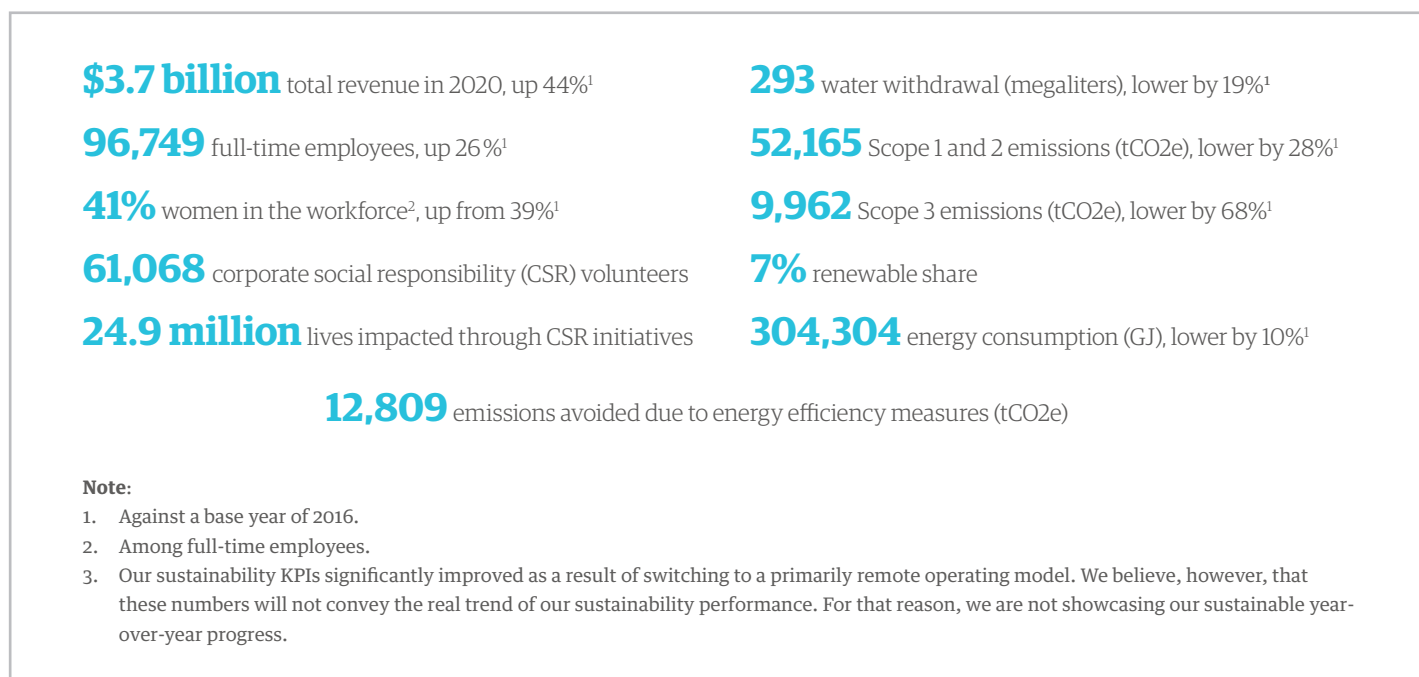 $3.7 billion total revenue in 2020, up 44%¹
96,749 full-time employees, up 26%¹
41% women in the workforce², up from 39%¹
61,068 corporate social responsibility (CSR) volunteers
24.9 million lives impacted through CSR initiatives
293 water withdrawal (megaliters), lower by 19%¹
52,165 Scope 1 and 2 emissions (tCO2e), lower by 28%¹
9,962 Scope 3 emissions (tCO2e), lower by 68%¹
7% renewable share
304,304 energy consumption (GJ), lower by 10%¹
12,809 emissions avoided due to energy efficiency measures (tCO2e)
Note:
1. Against a base year of 2016.
2. Among full-time employees.
3. Our sustainability KPIs significantly improved as a result of switching to a primarily remote operating model. We believe, however, that
these numbers will not convey the real trend of our sustainability performance. For that reason, we are not showcasing our sustainable year-
over-year progress.